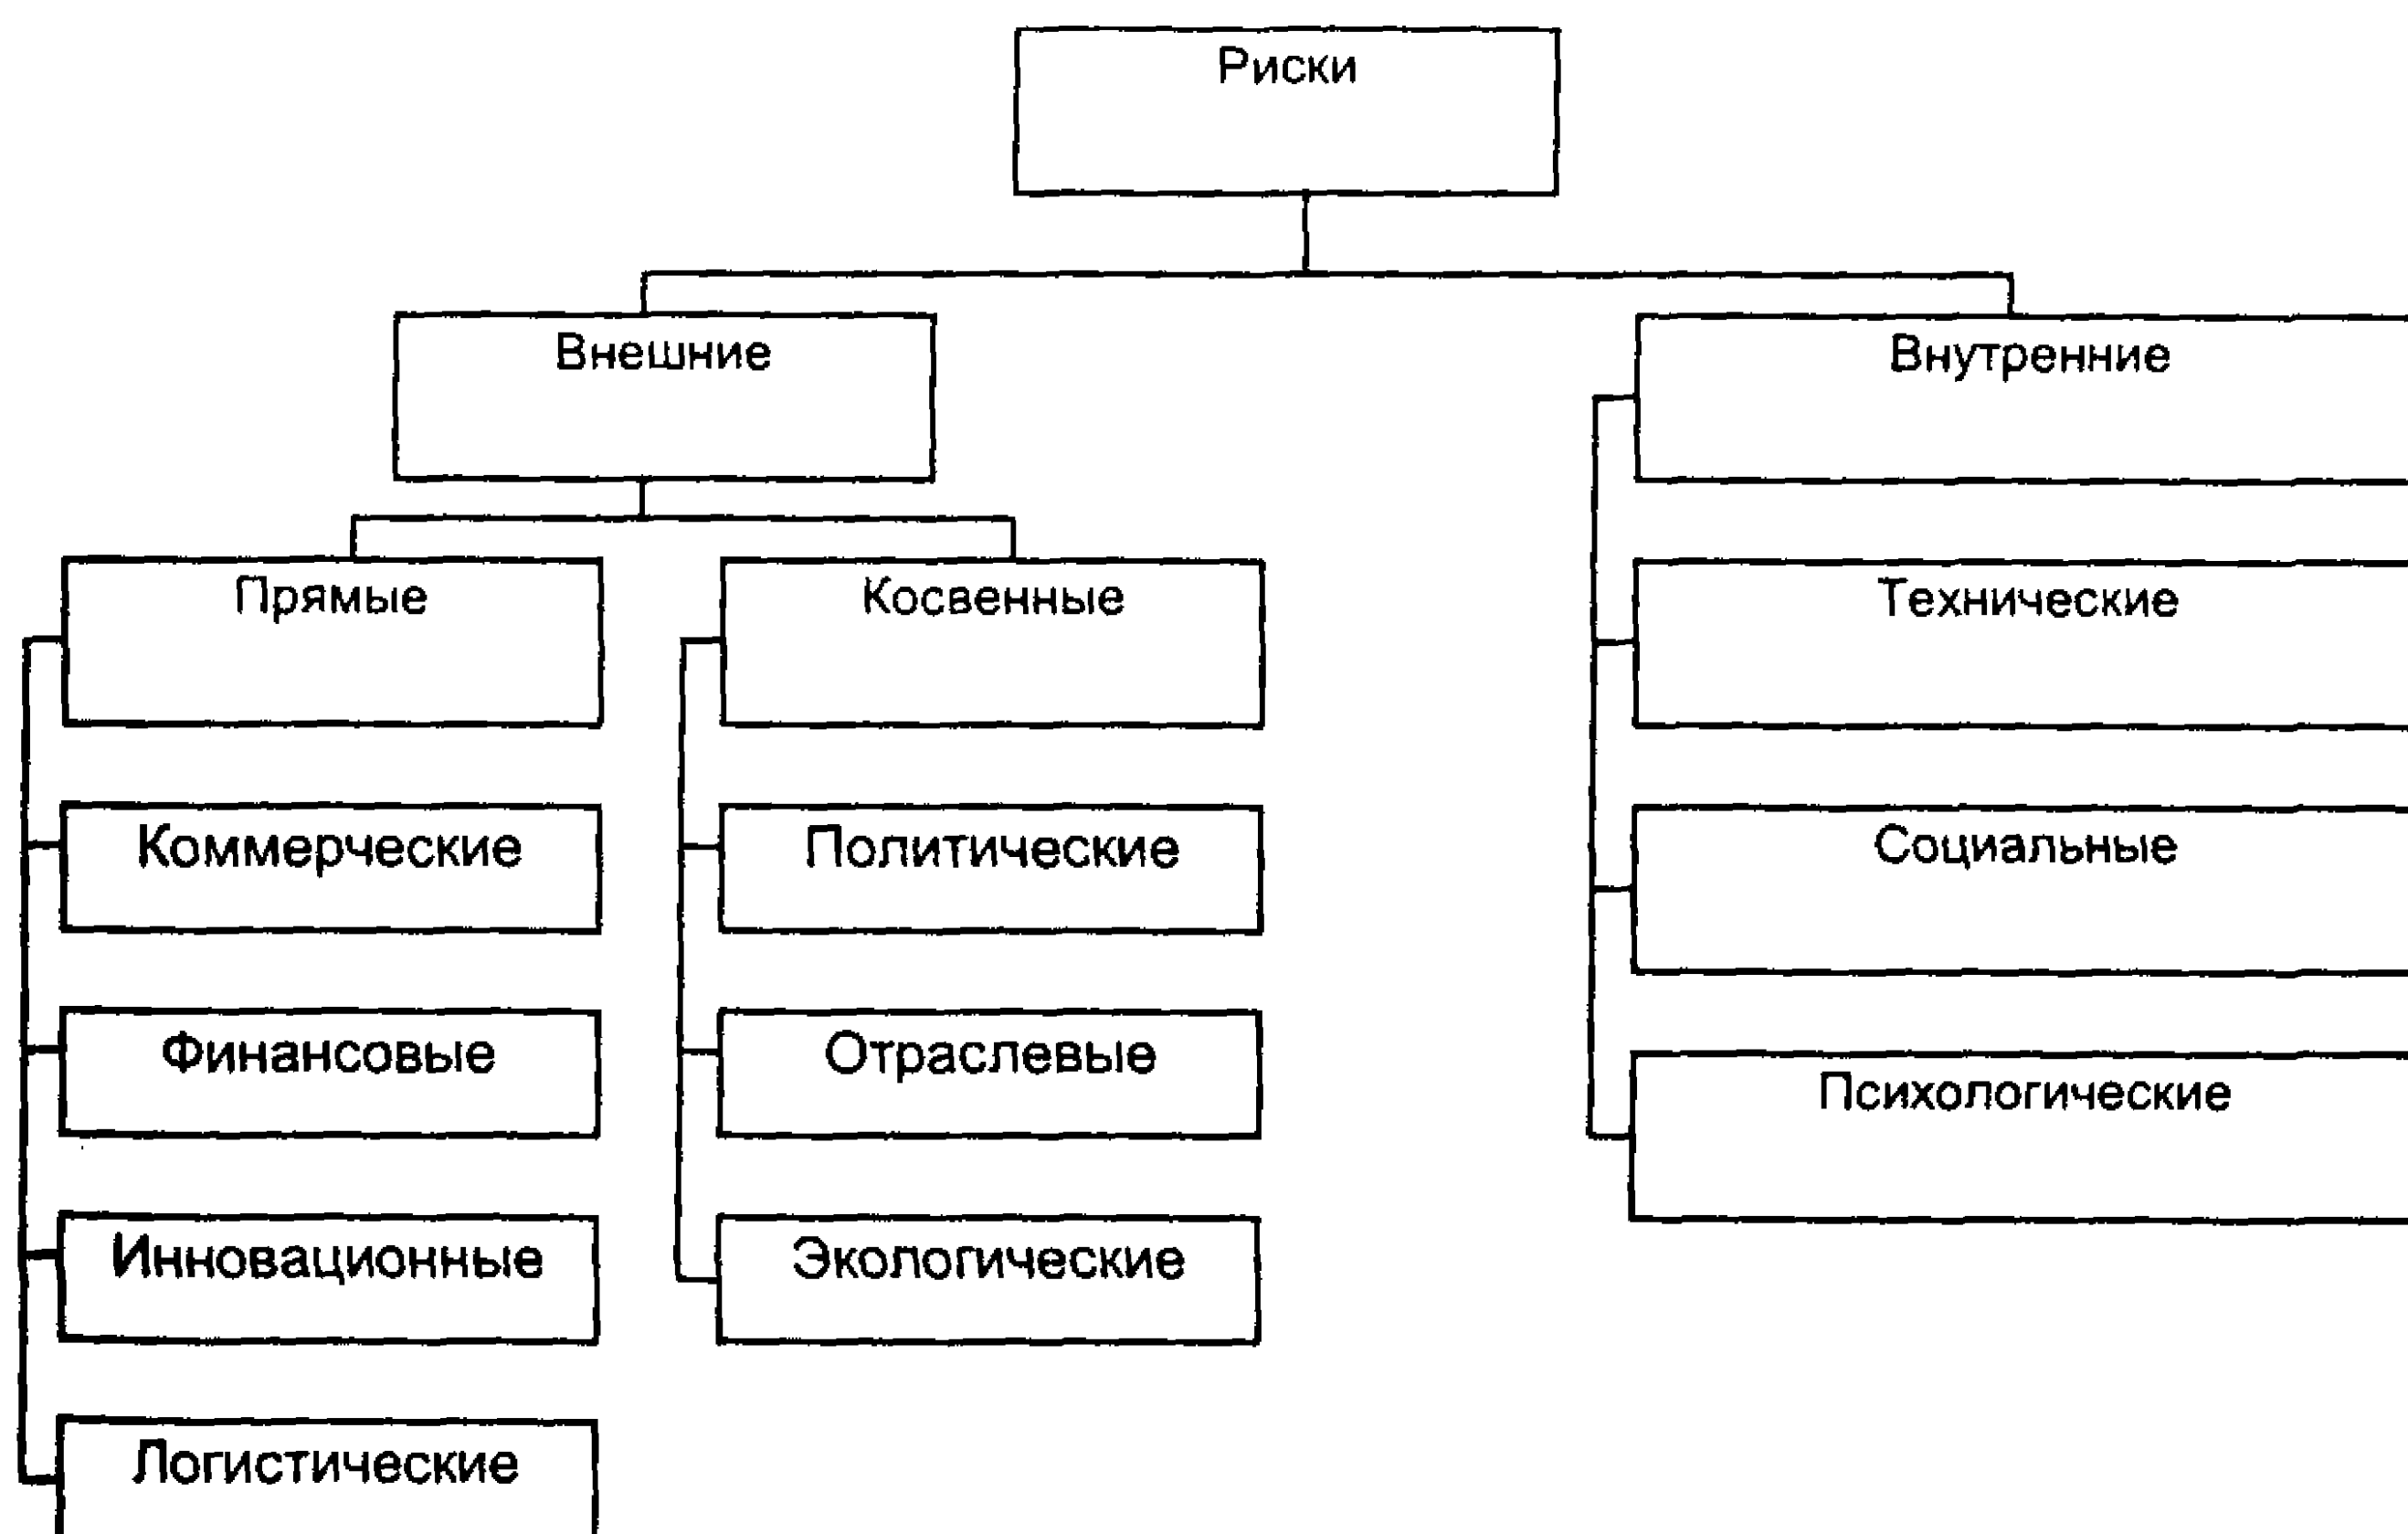 Риски
Внешние
Внутренние
Прямые
Косвенные
Технические
Коммерческие
Политические
Социальные
Финансовые
Отраслевые
Психологические
Инновационные
Экологические
Логистические